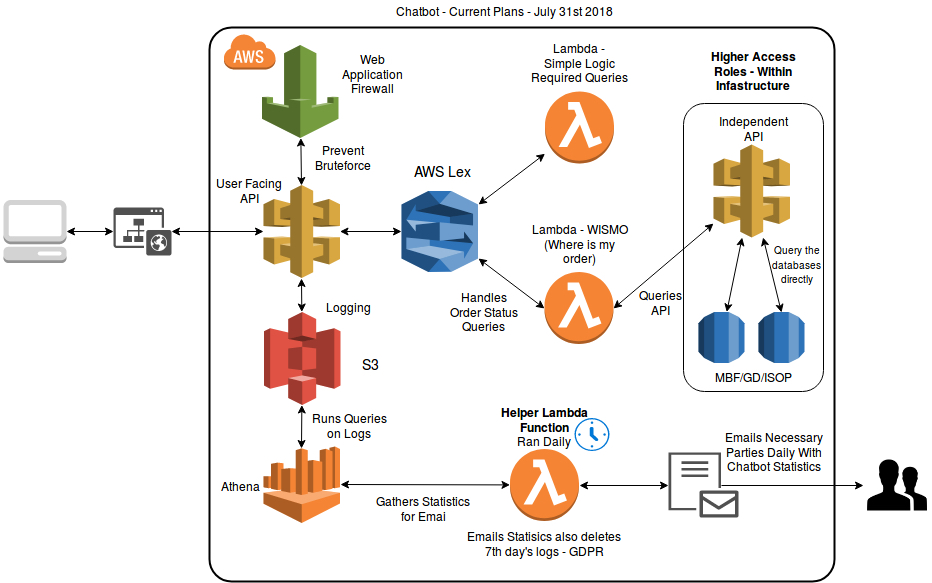 Chatbot - Current Plans - July 31st 2018
AWS
Web
Application
Firewall
Prevent
Bruteforce
User Facing
API
AWS Lex
Lambda -
Simple Logic
Required Queries
Higher Access
Roles - Within
Infastructure
Independent
API
Lambda - WISMO
(Where is my
order)
Query the
databases
directly
Handles
Order Status
Queries
Queries
API
MBF/GD/ISOP
Logging
S3
Runs Queries
on Logs
Athena
Gathers Statistics
for Emai
Helper Lambda
Function
Ran Daily
Emails Statisics also deletes
7th day's logs - GDPR
Emails Necessary
Parties Daily With
Chatbot Statistics